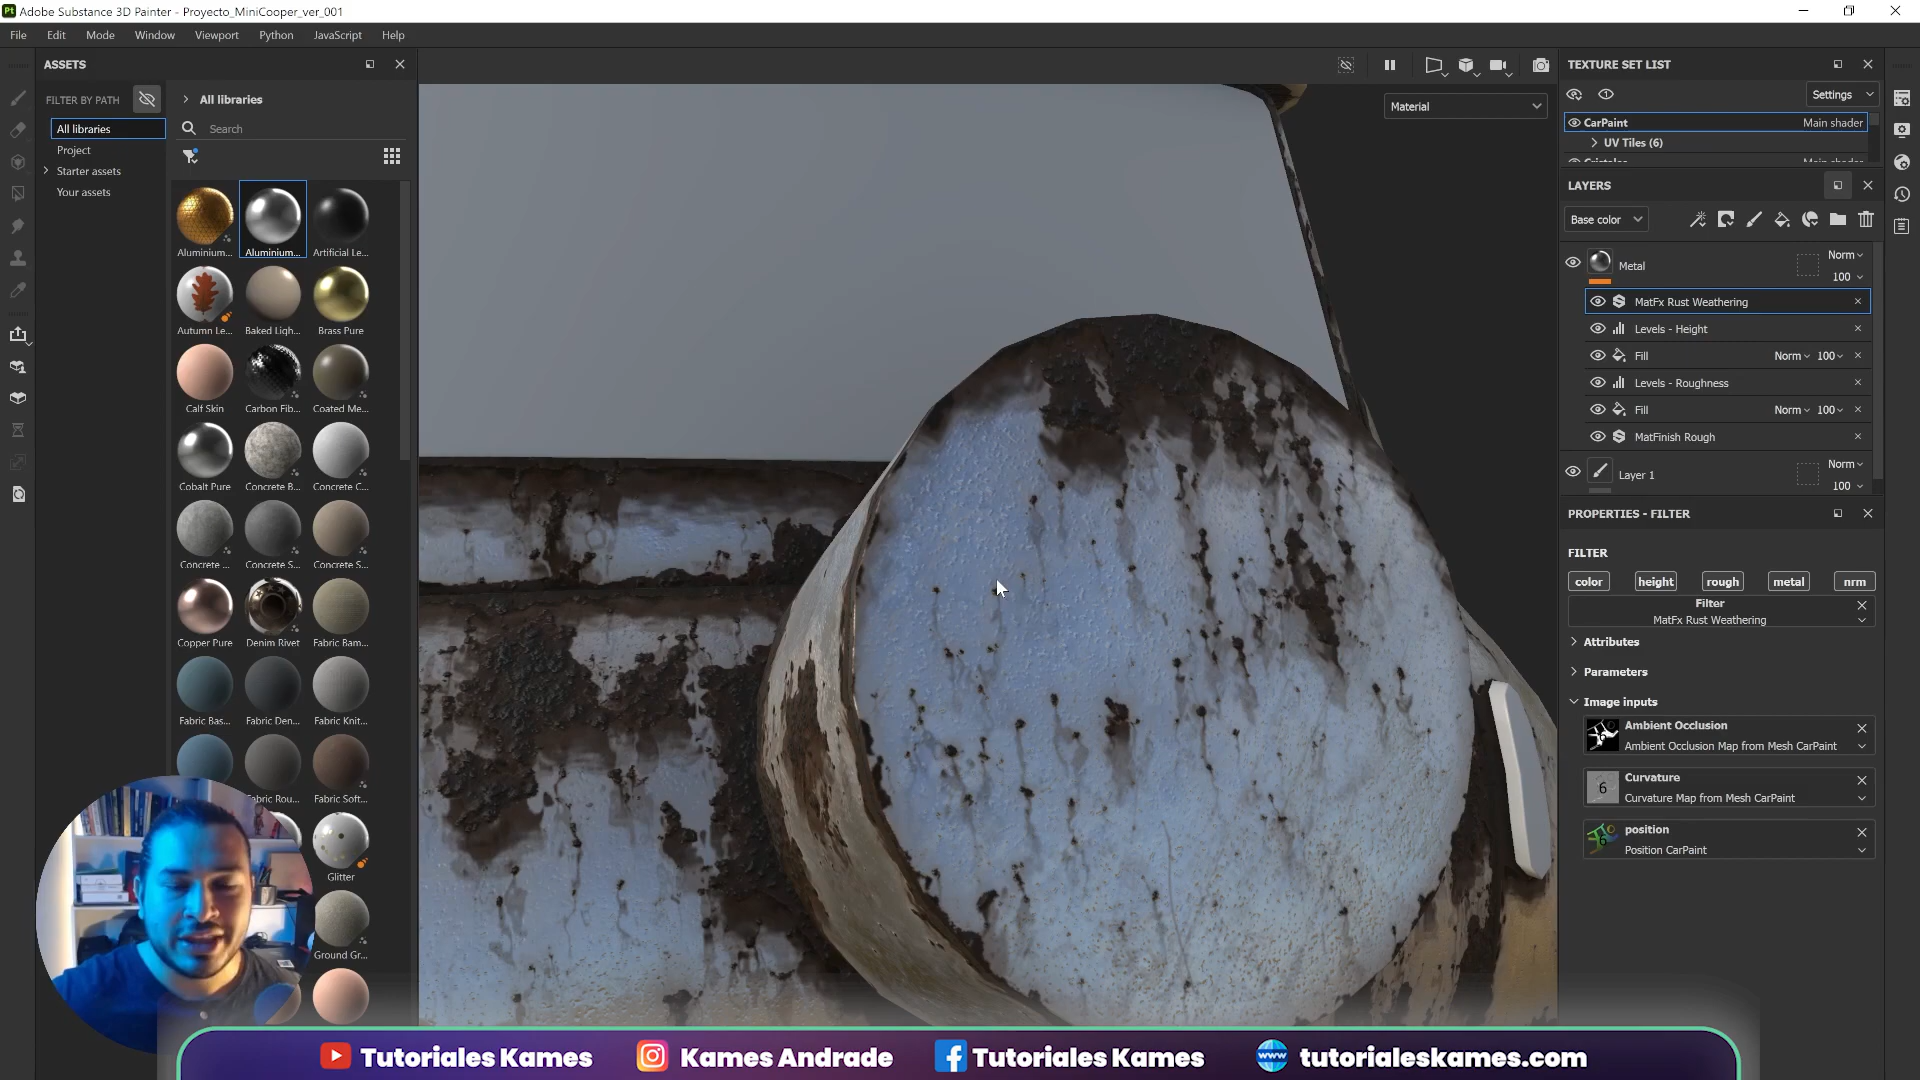 Adobe Substance 3D Painter - Proyecto_MiniCooper_ver_001
File Edit Mode Window Viewport Python JavaScript Help
ASSETS
FILTER BY PATH
All libraries
Project
Starter assets
Your assets
All libraries
Search
Aluminium... Aluminium... Artificial Le...
Autumn Le... Baked Ligh... Brass Pure
Calf Skin Carbon Fib... Coated Me...
Cobalt Pure Concrete B... Concrete C...
Concrete ... Concrete S... Concrete S...
Copper Pure Denim Rivet Fabric Bam...
Fabric Bas... Fabric Den... Fabric Knit...
Fabric Rou... Fabric Soft...
Glitter
Ground Gr...
Material
TEXTURE SET LIST
Settings
CarPaint Main shader
UV Tiles (6)
Main shader
LAYERS
Base color
Metal Norm 100
MatFx Rust Weathering
Levels - Height
Fill Norm 100
Levels - Roughness
Fill Norm 100
MatFinish Rough
Layer 1 Norm 100
PROPERTIES - FILTER
FILTER
color height rough metal nrm
Filter
MatFx Rust Weathering
Attributes
Parameters
Image inputs
Ambient Occlusion
Ambient Occlusion Map from Mesh CarPaint
6
Curvature
Curvature Map from Mesh CarPaint
position
Position CarPaint
Tutoriales Kames Kames Andrade Tutoriales Kames tutorialeskames.com